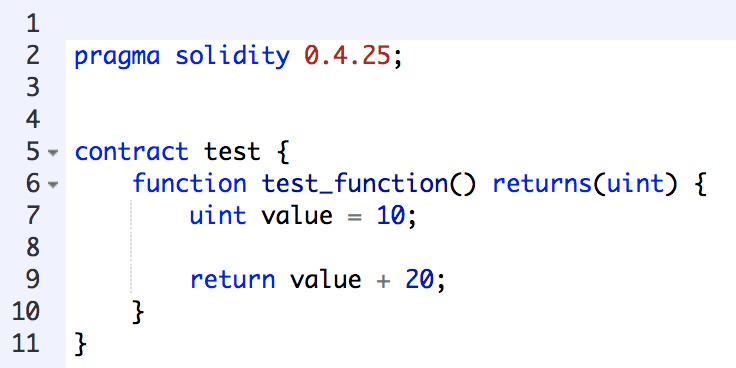 1
2 pragma solidity 0.4.25;
3
4
5 contract test {
6     function test_function() returns(uint) {
7         uint value = 10;
8
9         return value + 20;
10     }
11 }